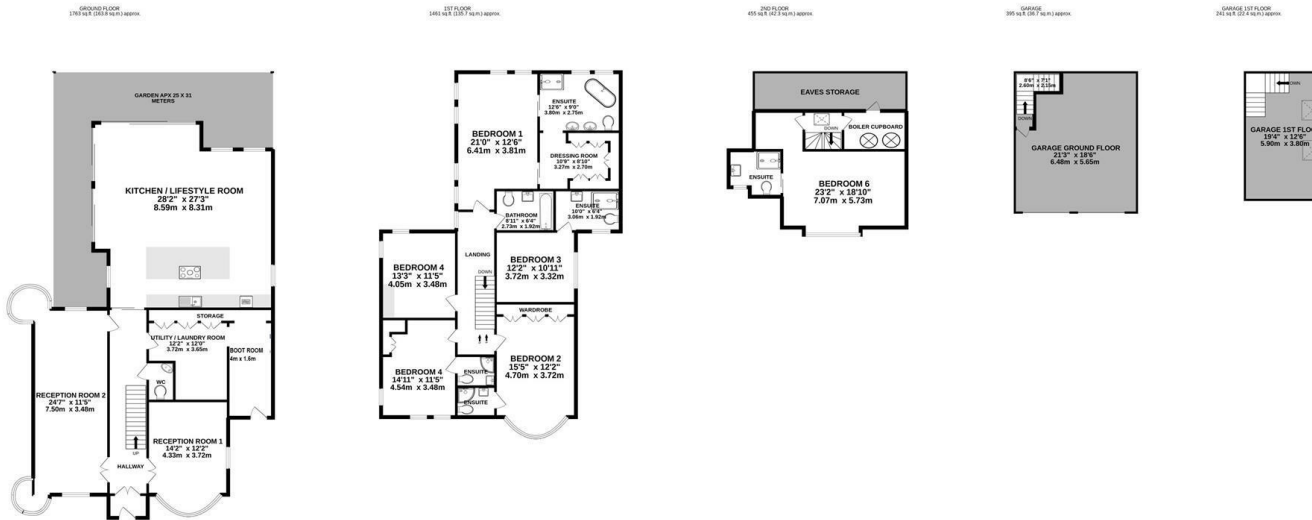 GROUND FLOOR
1763 sq.ft. (163.8 sq.m.) approx.
GARDEN APX 25 X 31
METERS
KITCHEN / LIFESTYLE ROOM
28'2" x 27'3"
8.59m x 8.31m
STORAGE
UTILITY / LAUNDRY ROOM
12'2" x 12'0"
3.72m x 3.65m
BOOT ROOM
4m x 1.6m
WC
RECEPTION ROOM 2
24'7" x 11'5"
7.50m x 3.48m
UP
RECEPTION ROOM 1
14'2" x 12'2"
4.33m x 3.72m
HALLWAY
1ST FLOOR
1461 sq.ft. (135.7 sq.m.) approx.
BEDROOM 1
21'0" x 12'6"
6.41m x 3.81m
ENSUITE
12'6" x 9'0"
3.80m x 2.75m
DRESSING ROOM
10'9" x 8'10"
3.27m x 2.70m
BATHROOM
8'11" x 6'4"
2.73m x 1.92m
ENSUITE
10'0" x 6'4"
3.06m x 1.92m
LANDING
DOWN
BEDROOM 4
13'3" x 11'5"
4.05m x 3.48m
BEDROOM 3
12'2" x 10'11"
3.72m x 3.32m
WARDROBE
BEDROOM 4
14'11" x 11'5"
4.54m x 3.48m
ENSUITE
ENSUITE
BEDROOM 2
15'5" x 12'2"
4.70m x 3.72m
2ND FLOOR
455 sq.ft. (42.3 sq.m.) approx.
EAVES STORAGE
DOWN
BOILER CUPBOARD
ENSUITE
BEDROOM 6
23'2" x 18'10"
7.07m x 5.73m
GARAGE
395 sq.ft. (36.7 sq.m.) approx.
8'6" x 7'1"
2.60m x 2.15m
DOWN
GARAGE GROUND FLOOR
21'3" x 18'6"
6.48m x 5.65m
GARAGE 1ST FLOOR
241 sq.ft. (22.4 sq.m.) approx.
DOWN
GARAGE 1ST FLO
19'4" x 12'6"
5.90m x 3.80m